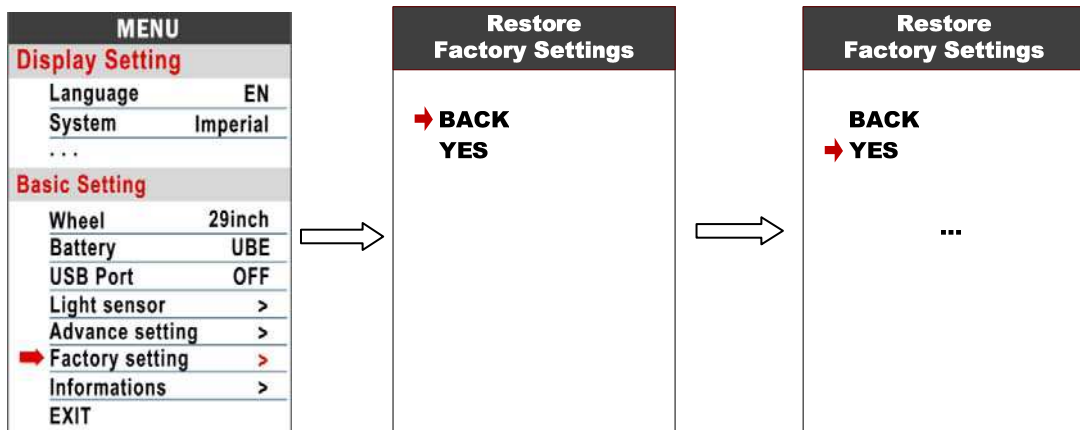 MENU
Display Setting
Language EN
System Imperial
. . .
Basic Setting
Wheel 29inch
Battery UBE
USB Port OFF
Light sensor >
Advance setting >
Factory setting >
Informations >
EXIT
Restore
Factory Settings
BACK
YES
Restore
Factory Settings
BACK
YES
...